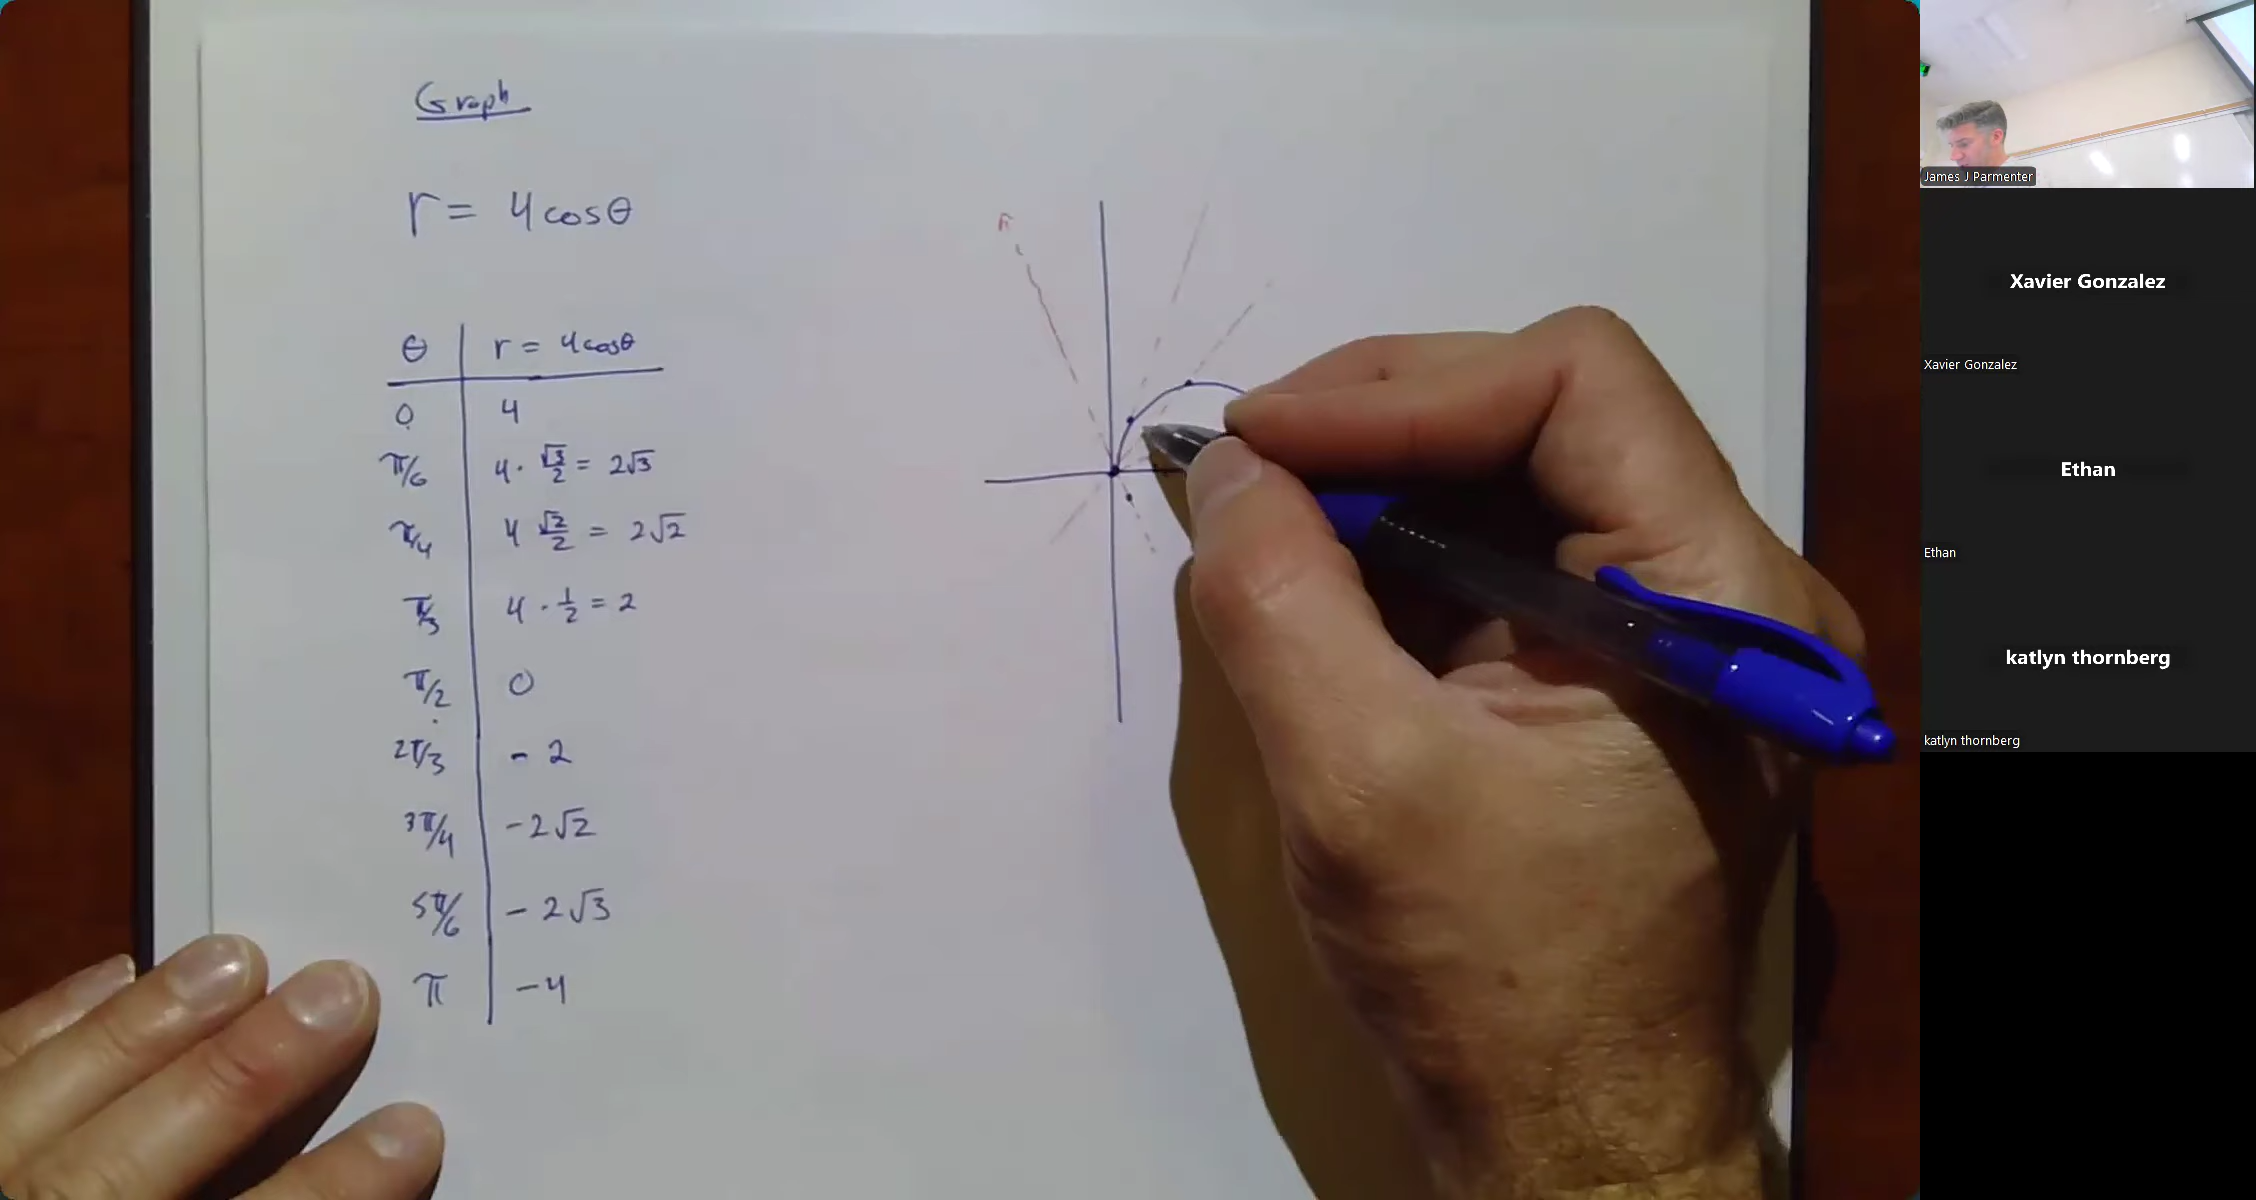 Graph
r = 4cosθ
θ r = 4cosθ
0 4
π/6 4 · √3/2 = 2√3
π/4 4 √2/2 = 2√2
π/3 4 · 1/2 = 2
π/2 0
2π/3 - 2
3π/4 -2√2
5π/6 - 2√3
π -4
James J Parmenter
Xavier Gonzalez
Xavier Gonzalez
Ethan
Ethan
katlyn thornberg
katlyn thornberg